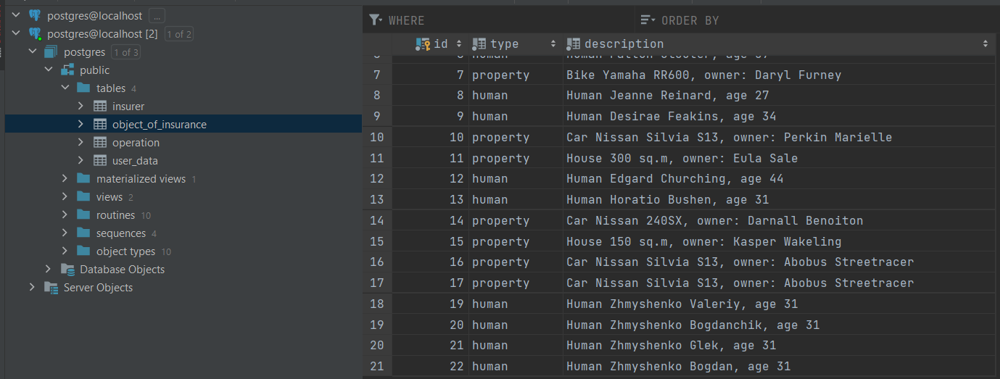 postgres@localhost ...
postgres@localhost [2] 1 of 2
postgres 1 of 3
public
tables 4
insurer
object_of_insurance
operation
user_data
materialized views 1
views 2
routines 10
sequences 4
object types 10
Database Objects
Server Objects
WHERE ORDER BY
id type description
7 7 property Bike Yamaha RR600, owner: Daryl Furney
8 8 human Human Jeanne Reinard, age 27
9 9 human Human Desirae Feakins, age 34
10 10 property Car Nissan Silvia S13, owner: Perkin Marielle
11 11 property House 300 sq.m, owner: Eula Sale
12 12 human Human Edgard Churching, age 44
13 13 human Human Horatio Bushen, age 31
14 14 property Car Nissan 240SX, owner: Darnall Benoiton
15 15 property House 150 sq.m, owner: Kasper Wakeling
16 16 property Car Nissan Silvia S13, owner: Abobus Streetracer
17 17 property Car Nissan Silvia S13, owner: Abobus Streetracer
18 19 human Human Zhmyshenko Valeriy, age 31
19 20 human Human Zhmyshenko Bogdanchik, age 31
20 21 human Human Zhmyshenko Glek, age 31
21 22 human Human Zhmyshenko Bogdan, age 31